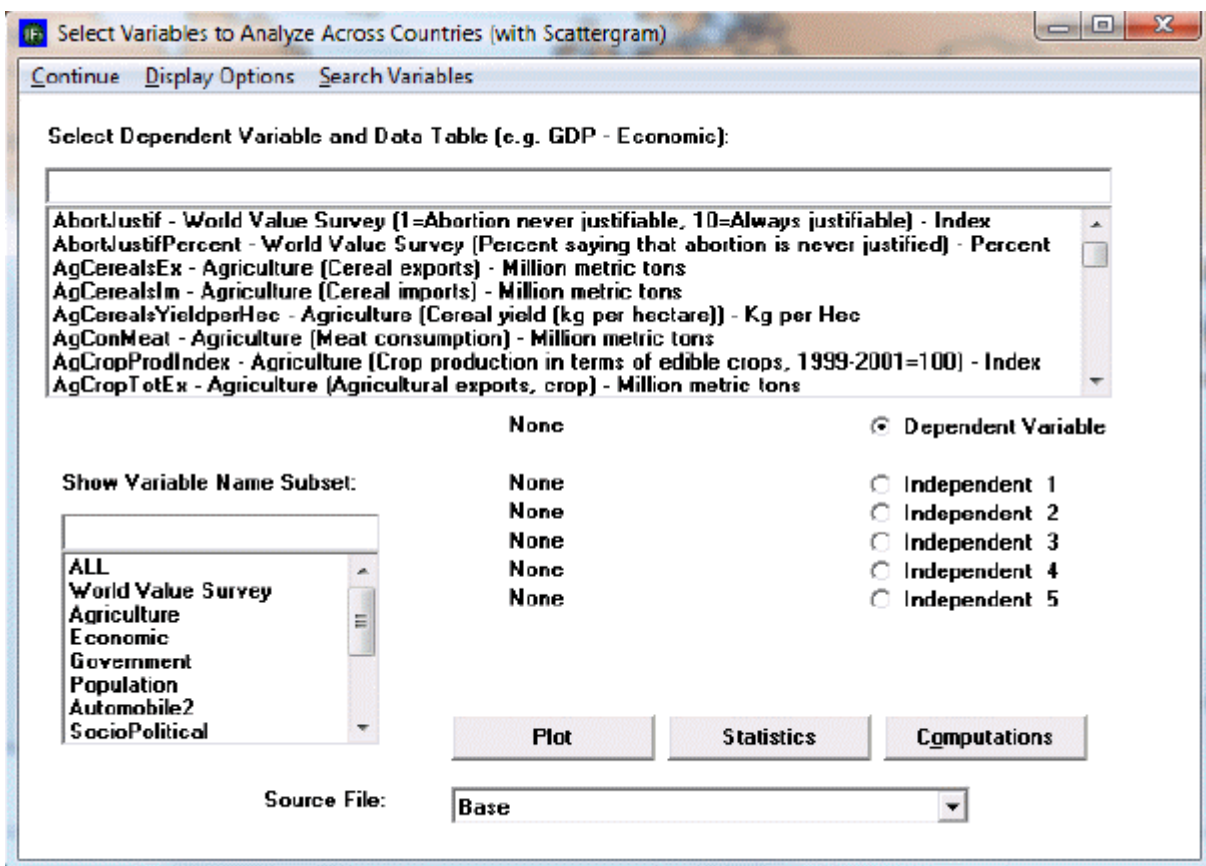 IFs Select Variables to Analyze Across Countries (with Scattergram)
Continue Display Options Search Variables
Select Dependent Variable and Data Table (e.g. GDP - Economic):
AbortJustif - World Value Survey (1=Abortion never justifiable, 10=Always justifiable) - Index
AbortJustifPercent - World Value Survey (Percent saying that abortion is never justified) - Percent
AgCerealsEx - Agriculture (Cereal exports) - Million metric tons
AgCerealsIm - Agriculture (Cereal imports) - Million metric tons
AgCerealsYieldperHec - Agriculture (Cereal yield (kg per hectare)) - Kg per Hec
AgConMeat - Agriculture (Meat consumption) - Million metric tons
AgCropProdIndex - Agriculture (Crop production in terms of edible crops, 1999-2001=100) - Index
AgCropTotEx - Agriculture (Agricultural exports, crop) - Million metric tons
None Dependent Variable
Show Variable Name Subset:
None Independent 1
None Independent 2
None Independent 3
None Independent 4
None Independent 5
ALL
World Value Survey
Agriculture
Economic
Government
Population
Automobile2
SocioPolitical
Plot Statistics Computations
Source File: Base